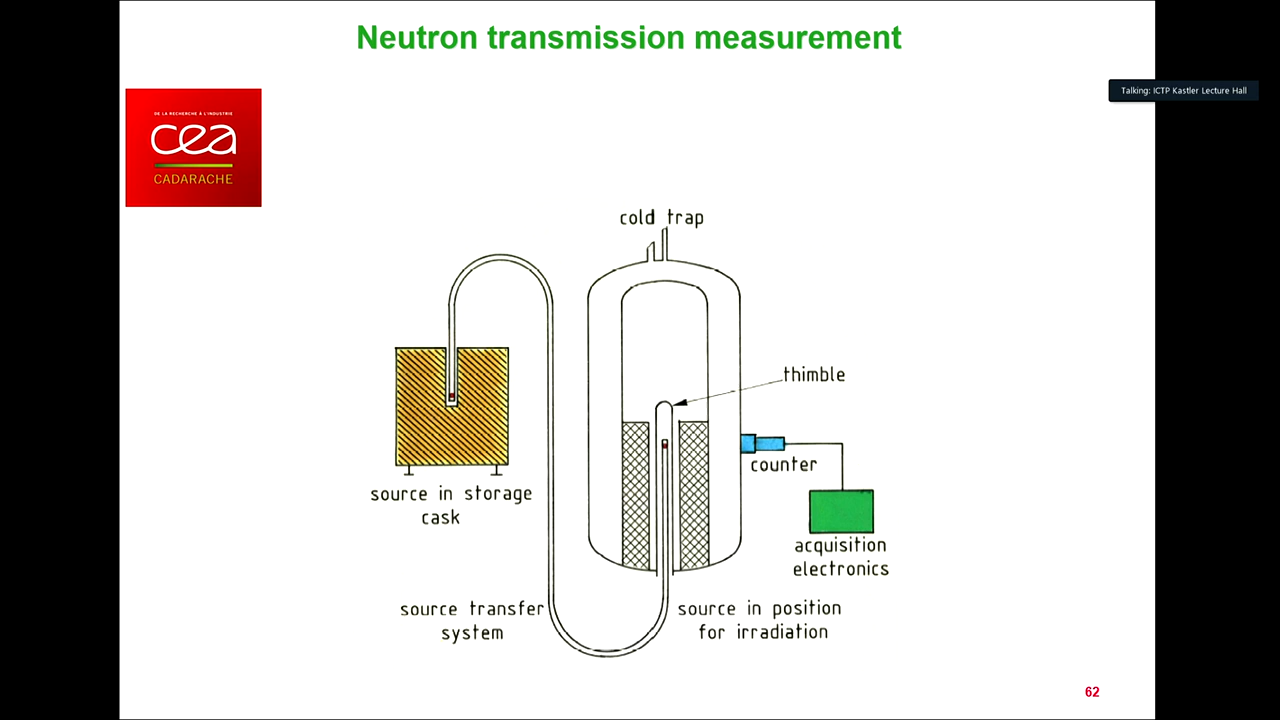 Neutron transmission measurement
Talking: ICTP Kastler Lecture Hall
DE LA RECHERCHE À L'INDUSTRIE
cea
CADARACHE
cold trap
thimble
counter
source in storage
cask
acquisition
electronics
source transfer
system
source in position
for irradiation
62